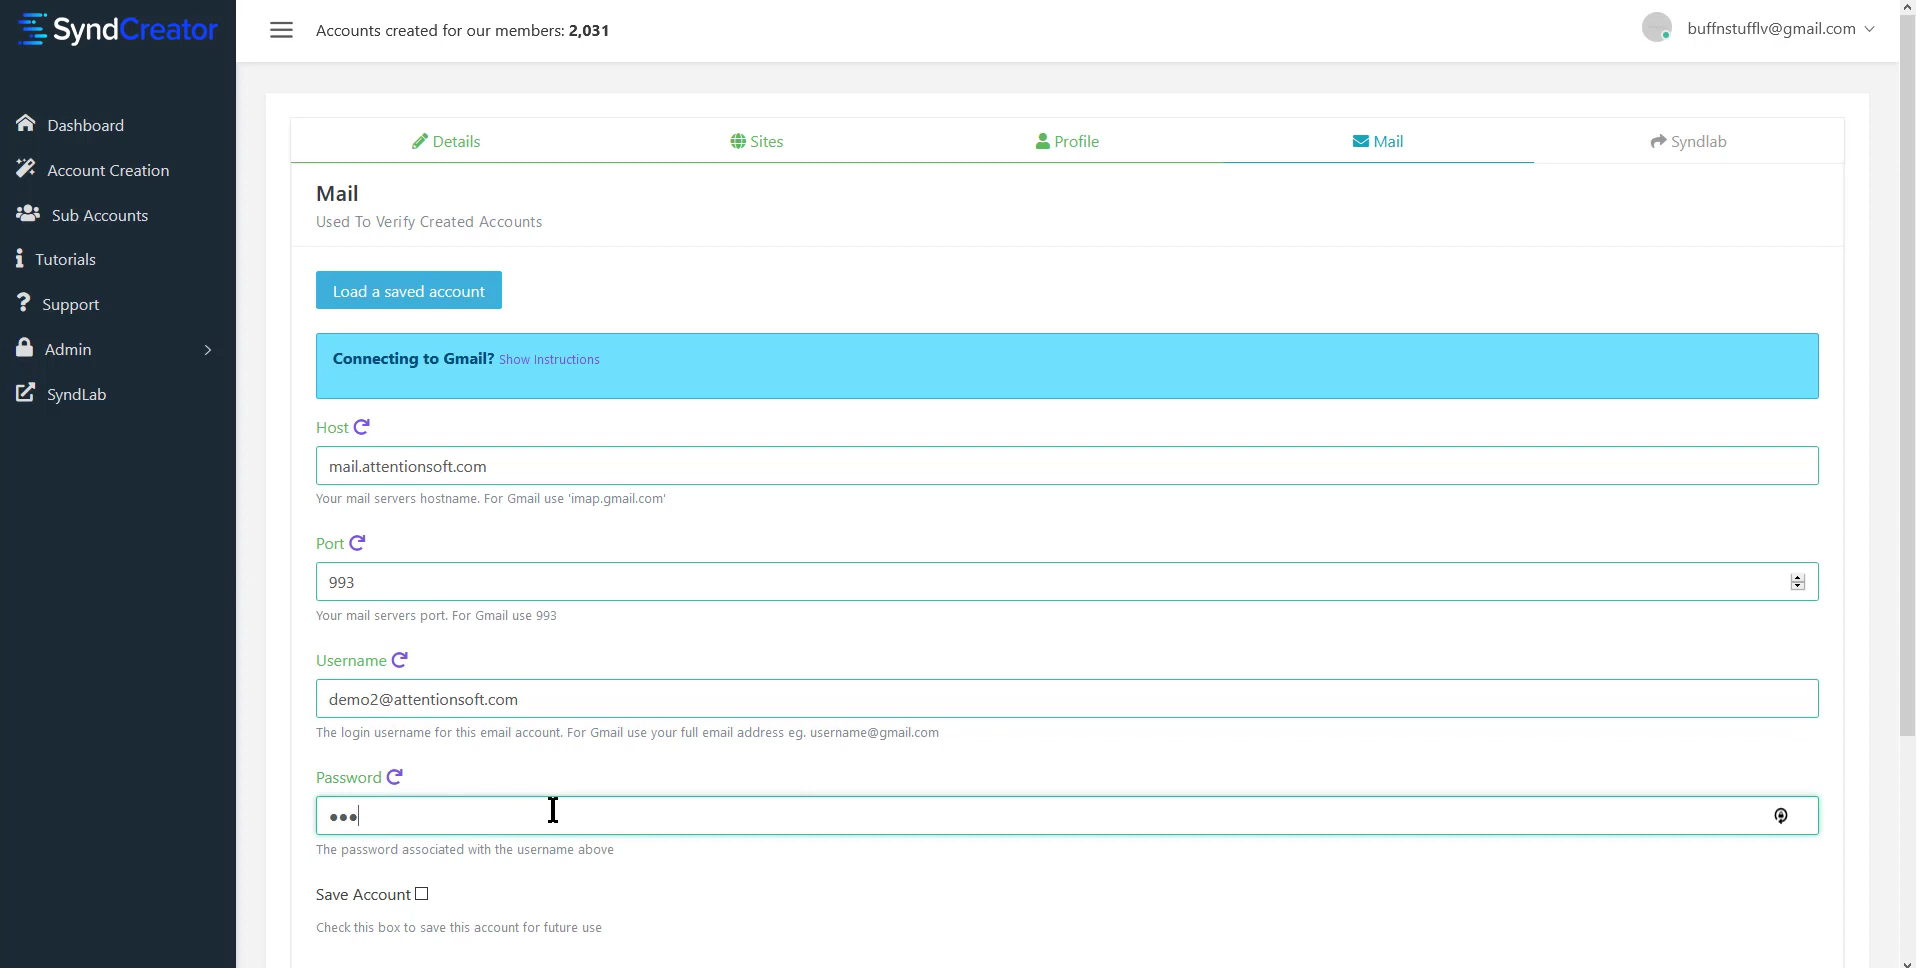 SyndCreator
Accounts created for our members: 2,031
buffnstufflv@gmail.com
Dashboard
Account Creation
Sub Accounts
Tutorials
Support
Admin
SyndLab
Details
Sites
Profile
Mail
Syndlab
Mail
Used To Verify Created Accounts
Load a saved account
Connecting to Gmail? Show Instructions
Host
mail.attentionsoft.com
Your mail servers hostname. For Gmail use 'imap.gmail.com'
Port
993
Your mail servers port. For Gmail use 993
Username
demo2@attentionsoft.com
The login username for this email account. For Gmail use your full email address eg. username@gmail.com
Password
●●●
The password associated with the username above
Save Account
Check this box to save this account for future use